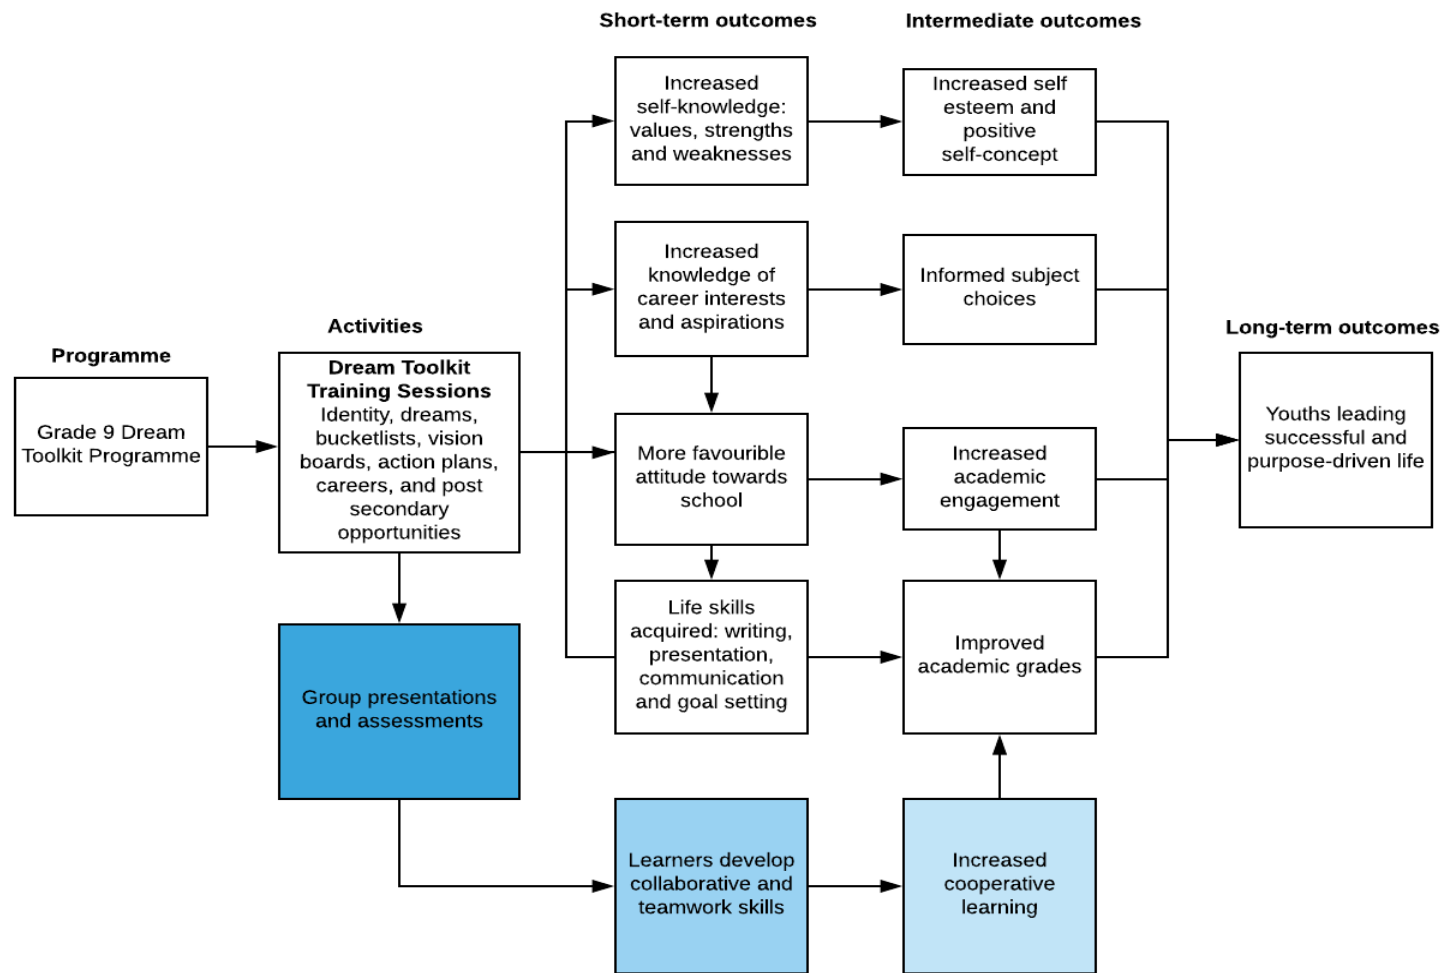 Short-term outcomes
Intermediate outcomes
Increased
self-knowledge:
values, strengths
and weaknesses
Increased self
esteem and
positive
self-concept
Increased
knowledge of
career interests
and aspirations
Informed subject
choices
Activities
Programme
Long-term outcomes
Grade 9 Dream
Toolkit Programme
Dream Toolkit
Training Sessions
Identity, dreams,
bucketlists, vision
boards, action plans,
careers, and post
secondary
opportunities
More favourible
attitude towards
school
Increased
academic
engagement
Youths leading
successful and
purpose-driven life
Life skills
acquired: writing,
presentation,
communication
and goal setting
Improved
academic grades
Group presentations
and assessments
Learners develop
collaborative and
teamwork skills
Increased
cooperative
learning